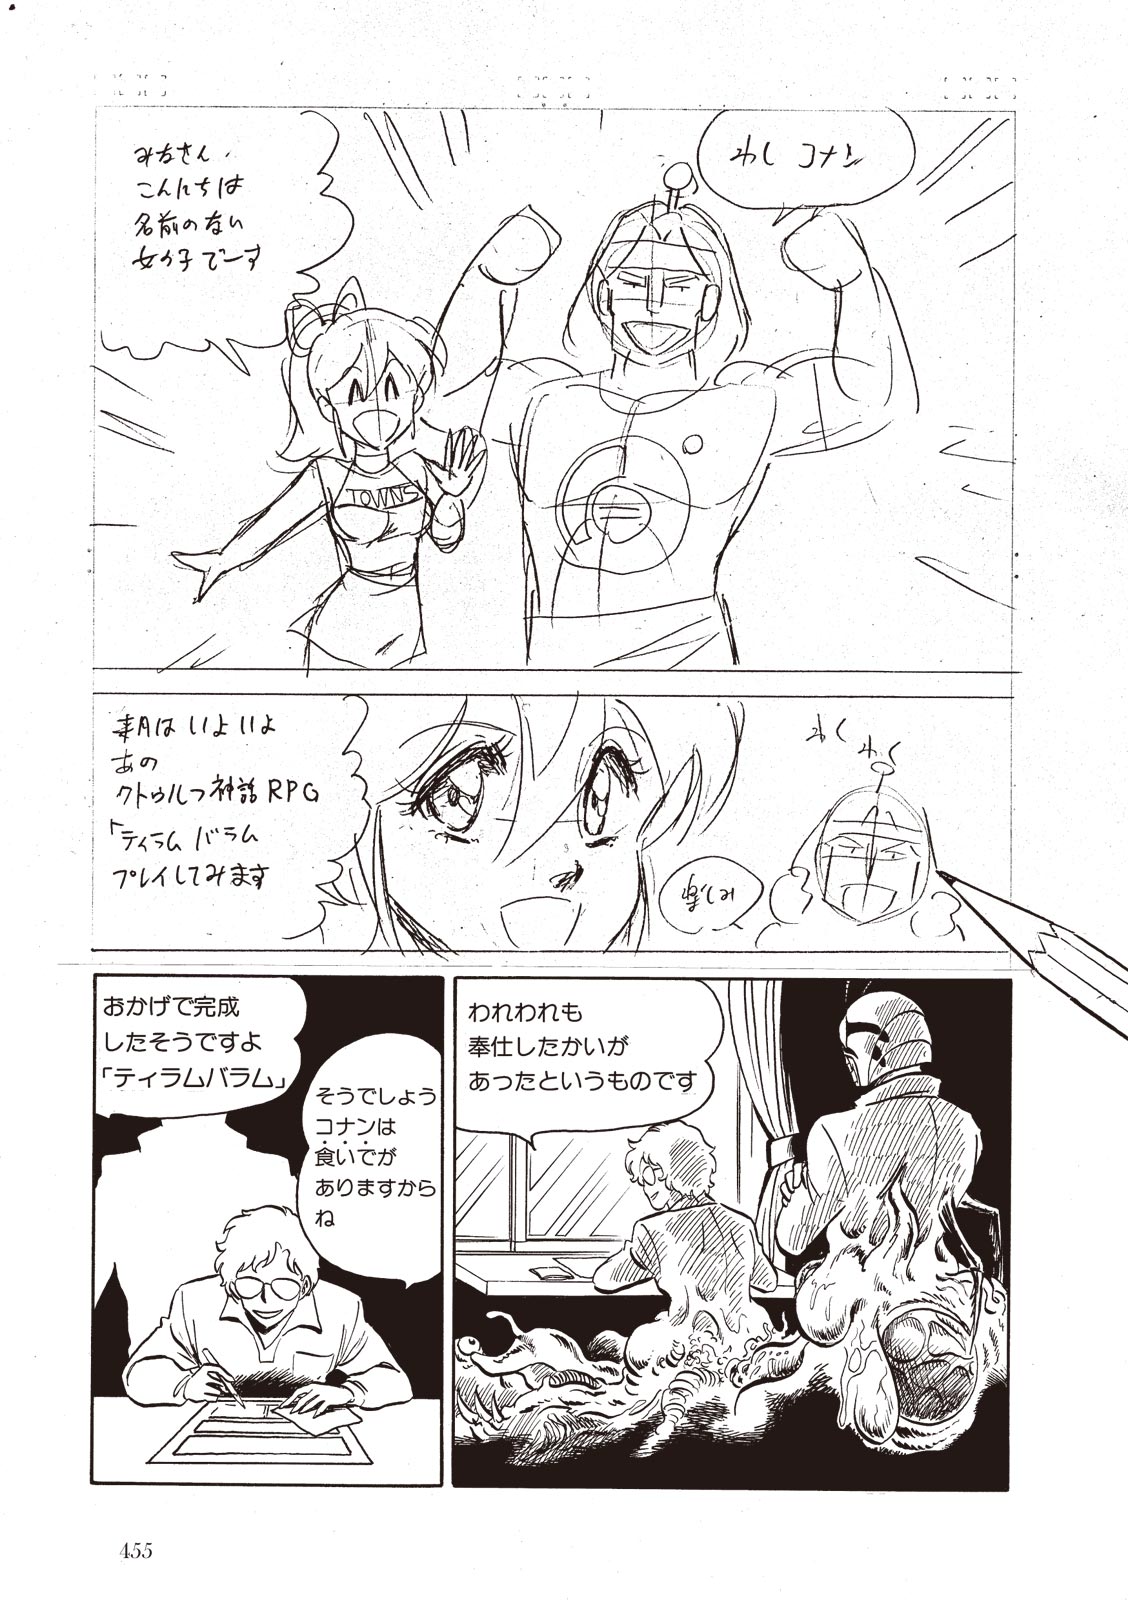 みなさん
こんにちは
名前のない
女の子でーす
わし コナン
TOWNS
来月は いよいよ
あの
クトゥルフ神話RPG
「ティラム バラム
プレイしてみます
楽しみ
わく
わく
おかげで完成
したそうですよ
「ティラムバラム」
そうでしょう
コナンは
食いでが
ありますから
ね
われわれも
奉仕したかいが
あったというものです
455